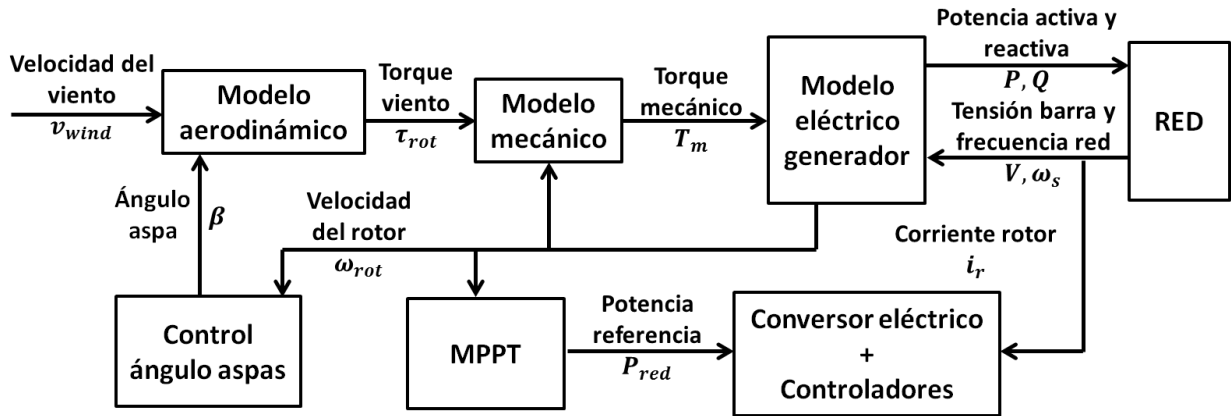 Velocidad del
viento
v_wind
Modelo
aerodinámico
Torque
viento
τ_rot
Modelo
mecánico
Torque
mecánico
T_m
Modelo
eléctrico
generador
Potencia activa y
reactiva
P, Q
Tensión barra y
frecuencia red
V, ω_s
RED
Ángulo
aspa
β
Velocidad
del rotor
ω_rot
Corriente rotor
i_r
Control
ángulo aspas
MPPT
Potencia
referencia
P_red
Conversor eléctrico
+
Controladores